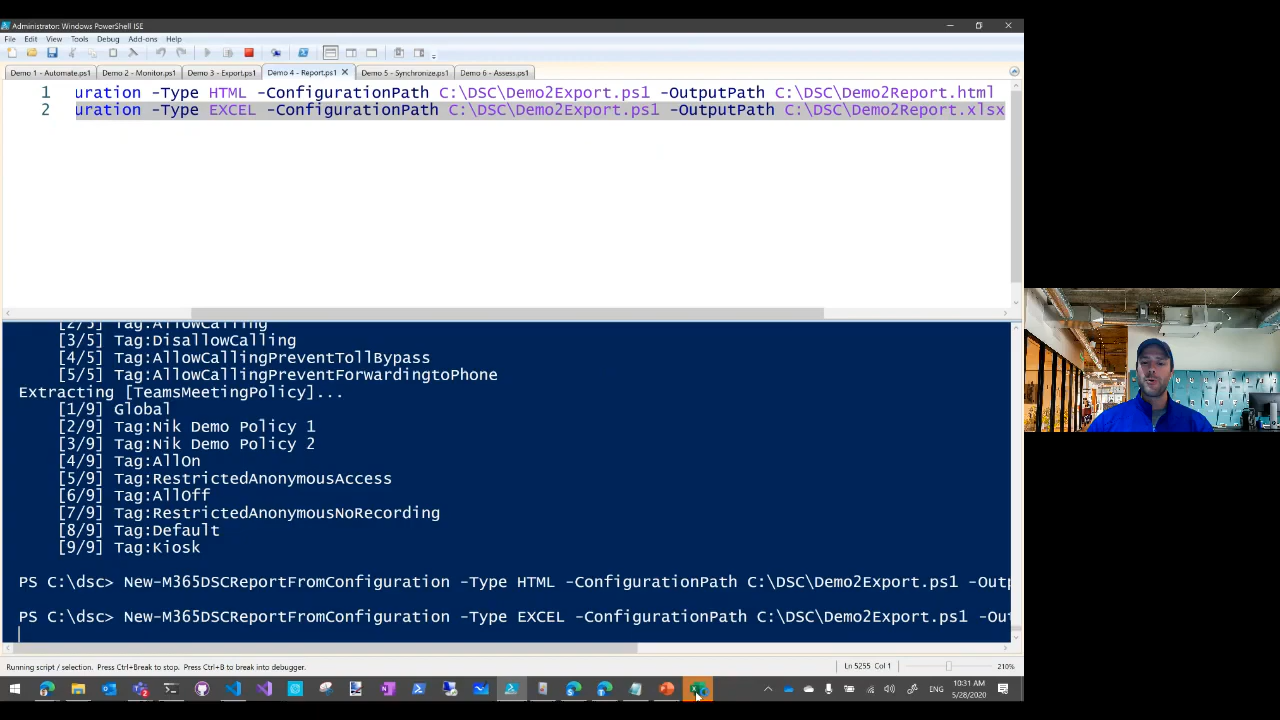 Administrator: Windows PowerShell ISE
File Edit View Tools Debug Add-ons Help
Demo 1 - Automate.ps1 Demo 2 - Monitor.ps1 Demo 3 - Export.ps1 Demo 4 - Report.ps1 Demo 5 - Synchronize.ps1 Demo 6 - Assess.ps1
1 uration -Type HTML -ConfigurationPath C:\DSC\Demo2Export.ps1 -OutputPath C:\DSC\Demo2Report.html
2 uration -Type EXCEL -ConfigurationPath C:\DSC\Demo2Export.ps1 -OutputPath C:\DSC\Demo2Report.xlsx
[2/5] Tag:AllowCalling
[3/5] Tag:DisallowCalling
[4/5] Tag:AllowCallingPreventTollBypass
[5/5] Tag:AllowCallingPreventForwardingtoPhone
Extracting [TeamsMeetingPolicy]...
[1/9] Global
[2/9] Tag:Nik Demo Policy 1
[3/9] Tag:Nik Demo Policy 2
[4/9] Tag:AllOn
[5/9] Tag:RestrictedAnonymousAccess
[6/9] Tag:AllOff
[7/9] Tag:RestrictedAnonymousNoRecording
[8/9] Tag:Default
[9/9] Tag:Kiosk
PS C:\dsc> New-M365DSCReportFromConfiguration -Type HTML -ConfigurationPath C:\DSC\Demo2Export.ps1 -Outp
PS C:\dsc> New-M365DSCReportFromConfiguration -Type EXCEL -ConfigurationPath C:\DSC\Demo2Export.ps1 -Ou
Running script / selection. Press Ctrl+Break to stop. Press Ctrl+B to break into debugger.
Ln 5255 Col 1
210%
ENG
10:31 AM
5/28/2020